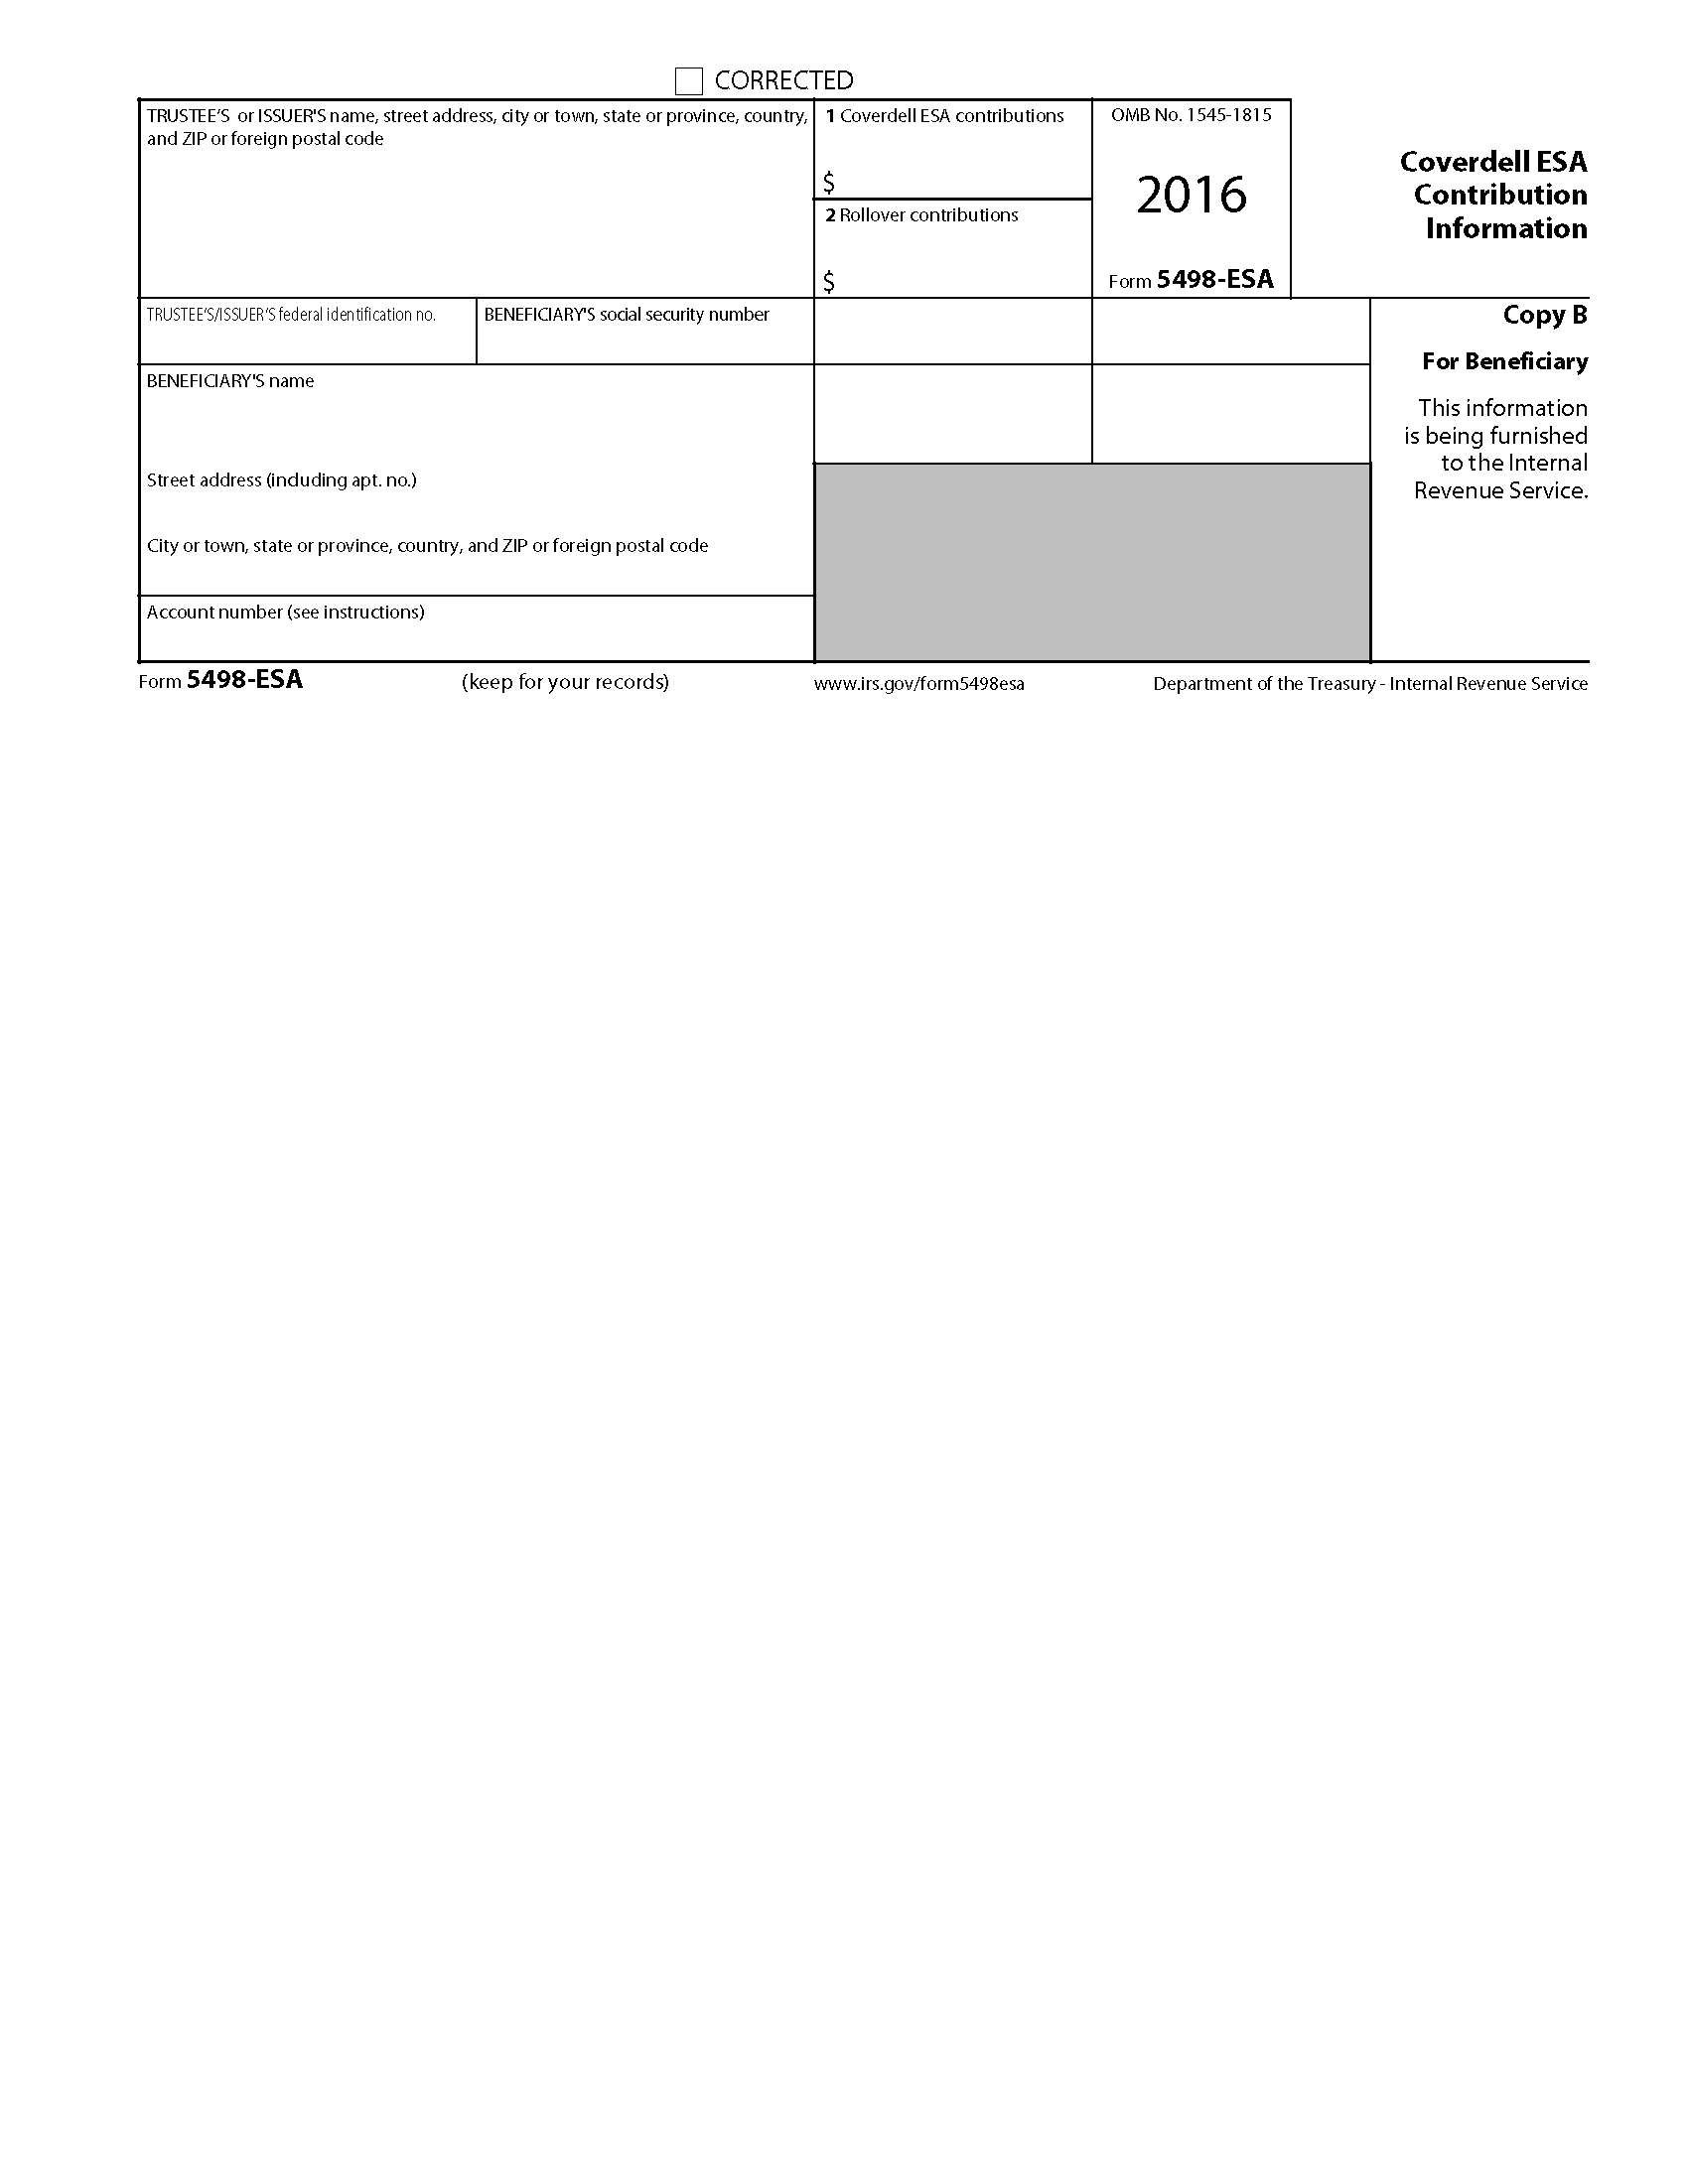 CORRECTED
TRUSTEE’S or ISSUER'S name, street address, city or town, state or province, country,
and ZIP or foreign postal code
1 Coverdell ESA contributions
$
2 Rollover contributions
$
OMB No. 1545-1815
2016
Form 5498-ESA
Coverdell ESA
Contribution
Information
TRUSTEE’S/ISSUER’S federal identification no.
BENEFICIARY'S social security number
Copy B
For Beneficiary
This information
is being furnished
to the Internal
Revenue Service.
BENEFICIARY'S name
Street address (including apt. no.)
City or town, state or province, country, and ZIP or foreign postal code
Account number (see instructions)
Form 5498-ESA
(keep for your records)
www.irs.gov/form5498esa
Department of the Treasury - Internal Revenue Service